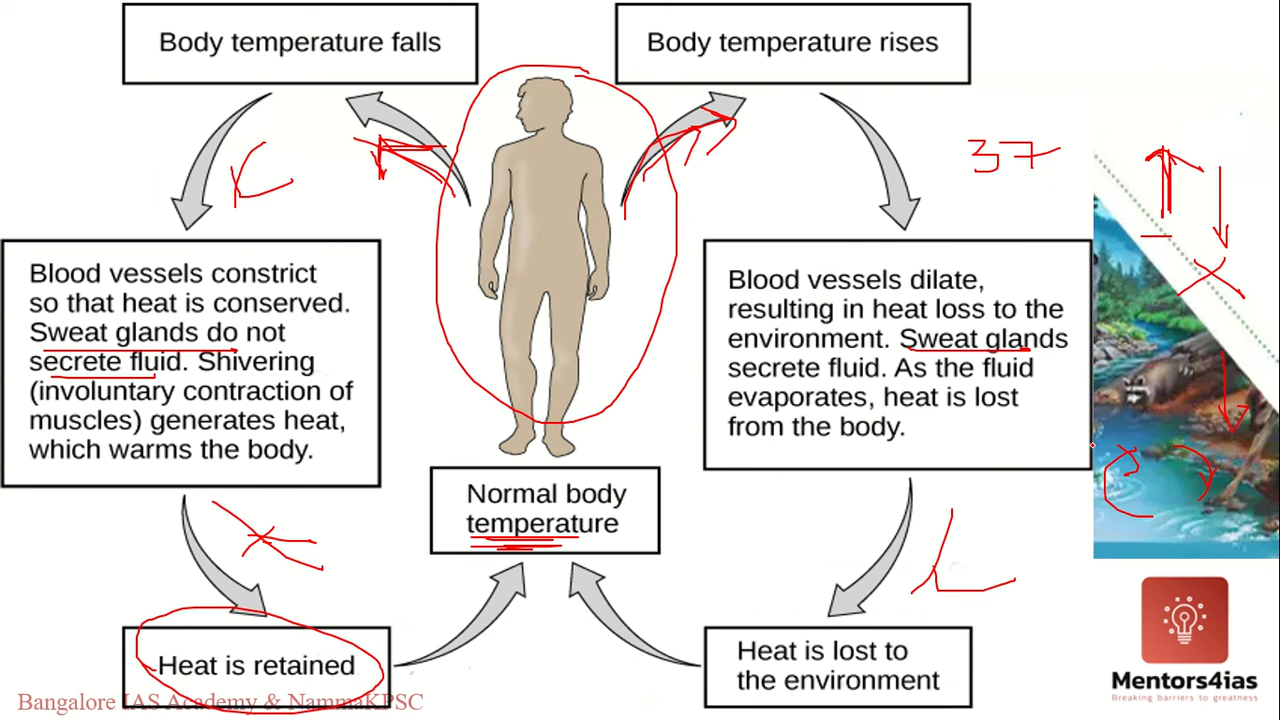 Body temperature falls
Body temperature rises
37
Blood vessels constrict
so that heat is conserved.
Sweat glands do not
secrete fluid. Shivering
(involuntary contraction of
muscles) generates heat,
which warms the body.
Blood vessels dilate,
resulting in heat loss to the
environment. Sweat glands
secrete fluid. As the fluid
evaporates, heat is lost
from the body.
Normal body
temperature
Heat is retained
Heat is lost to
the environment
Mentors4ias
Breaking barriers to greatness
Bangalore IAS Academy & NammaKPSC